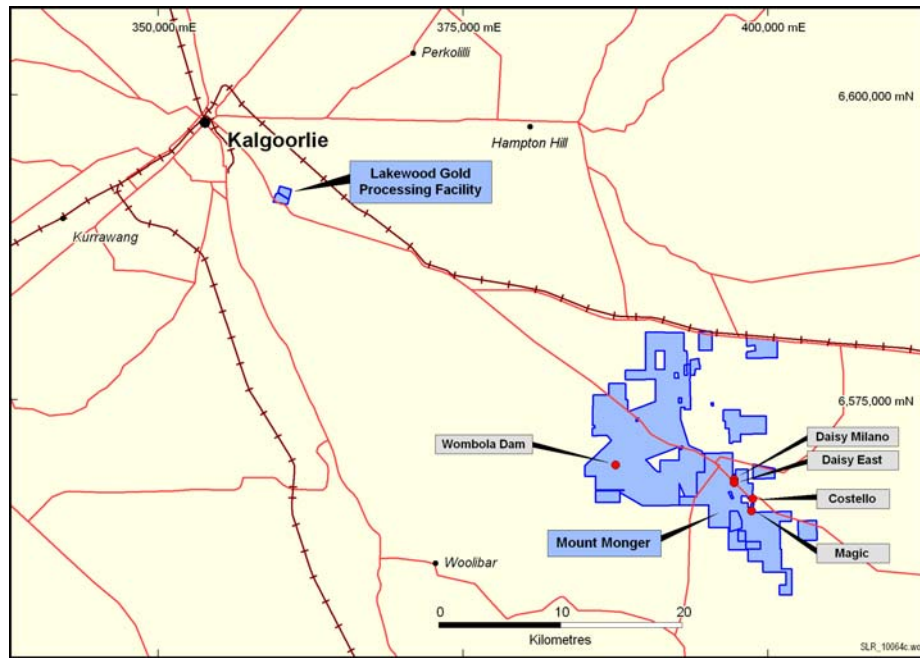 350,000 mE
375,000 mE
400,000 mE
Perkolilli
6,600,000 mN
Kalgoorlie
Hampton Hill
Lakewood Gold
Processing Facility
Kurrawang
6,575,000 mN
Wombola Dam
Daisy Milano
Daisy East
Costello
Mount Monger
Magic
Woolibar
0
10
20
Kilometres